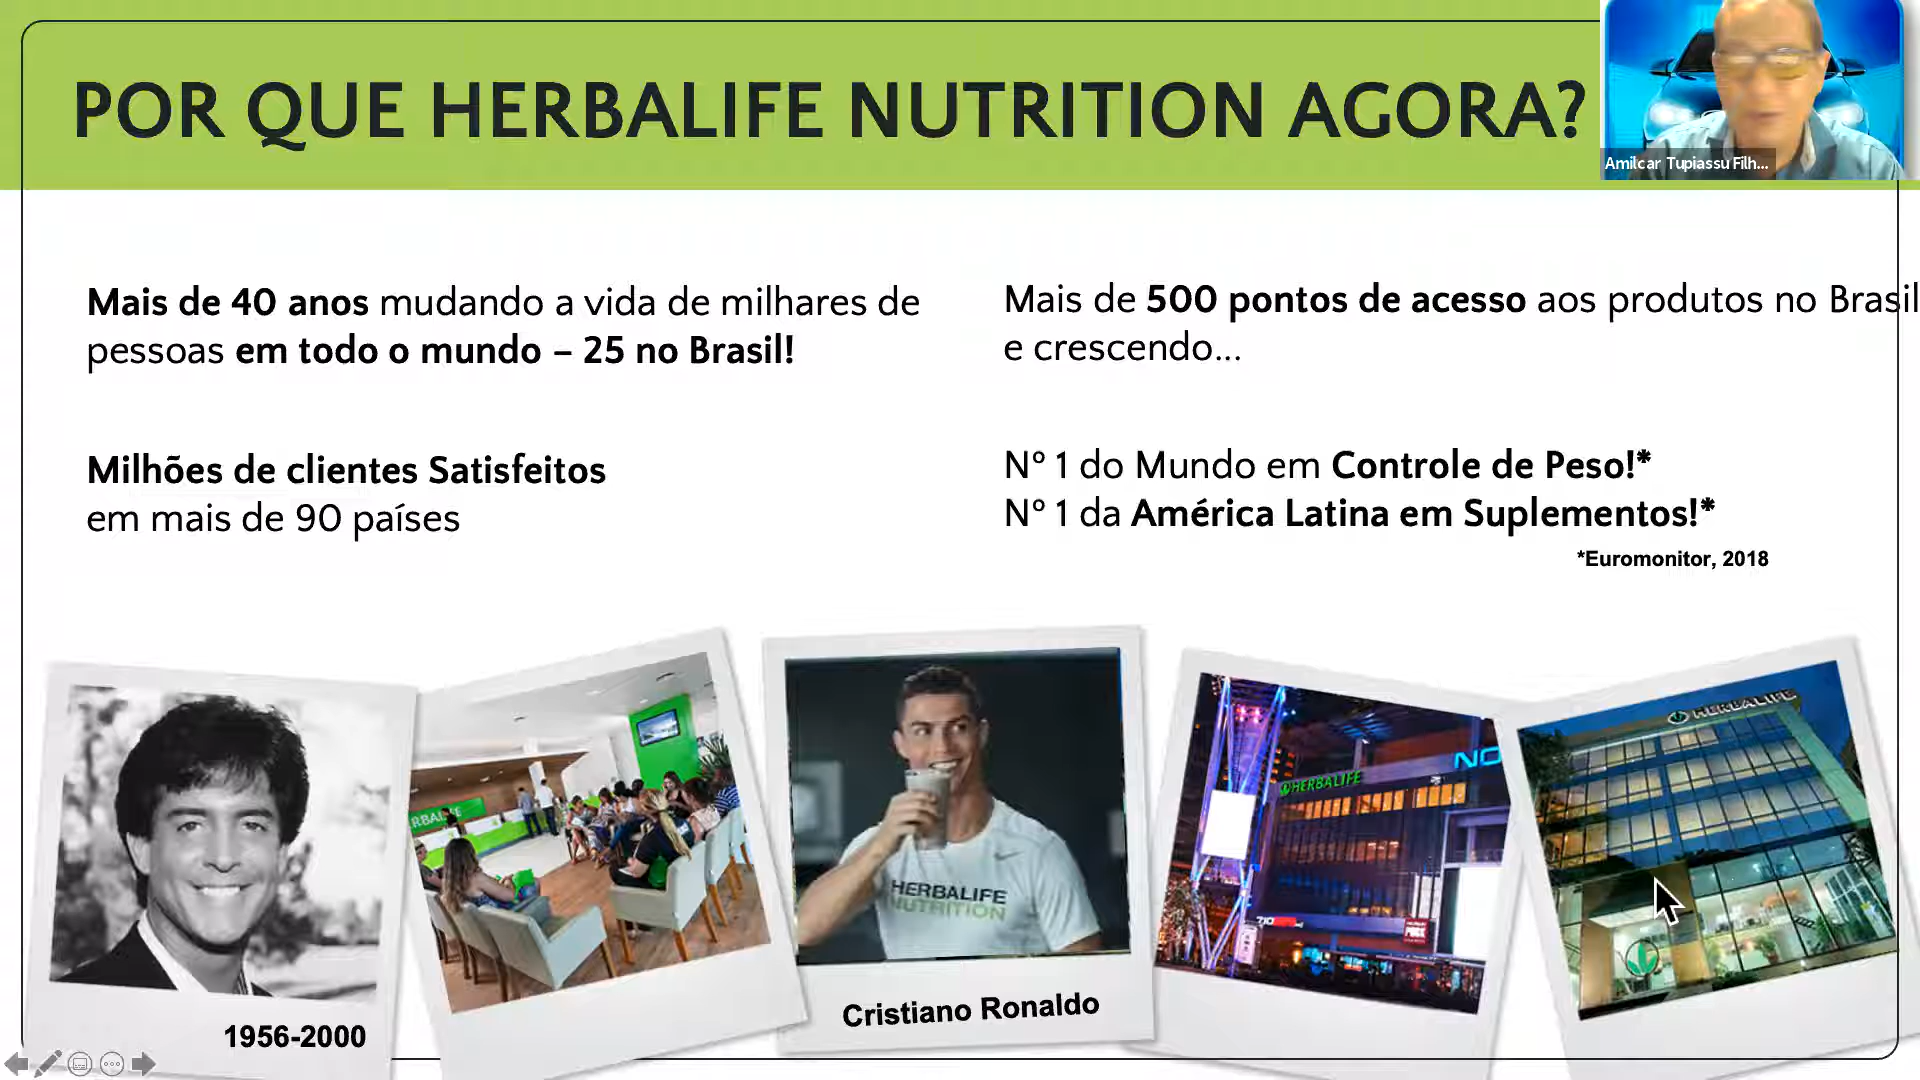 POR QUE HERBALIFE NUTRITION AGORA?
Amilcar Tupiassu Filh...
Mais de 40 anos mudando a vida de milhares de
pessoas em todo o mundo – 25 no Brasil!
Mais de 500 pontos de acesso aos produtos no Brasil
e crescendo...
Milhões de clientes Satisfeitos
em mais de 90 países
Nº 1 do Mundo em Controle de Peso!*
Nº 1 da América Latina em Suplementos!*
*Euromonitor, 2018
1956-2000
RBALIFE
HERBALIFE
NUTRITION
Cristiano Ronaldo
HERBALIFE
NO
HERBALIFE